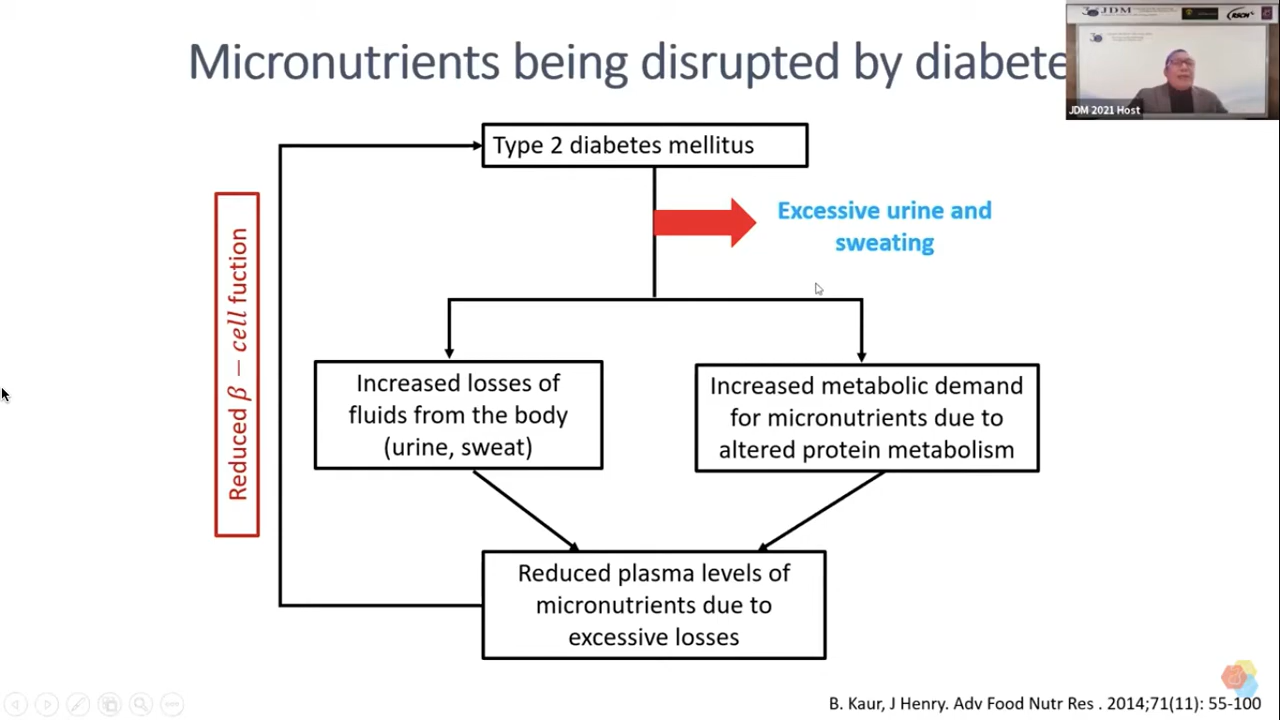 Micronutrients being disrupted by diabete
JDM
RSCH
JDM 2021 Host
Type 2 diabetes mellitus
Excessive urine and
sweating
Reduced β − cell fuction
Increased losses of
fluids from the body
(urine, sweat)
Increased metabolic demand
for micronutrients due to
altered protein metabolism
Reduced plasma levels of
micronutrients due to
excessive losses
B. Kaur, J Henry. Adv Food Nutr Res . 2014;71(11): 55-100